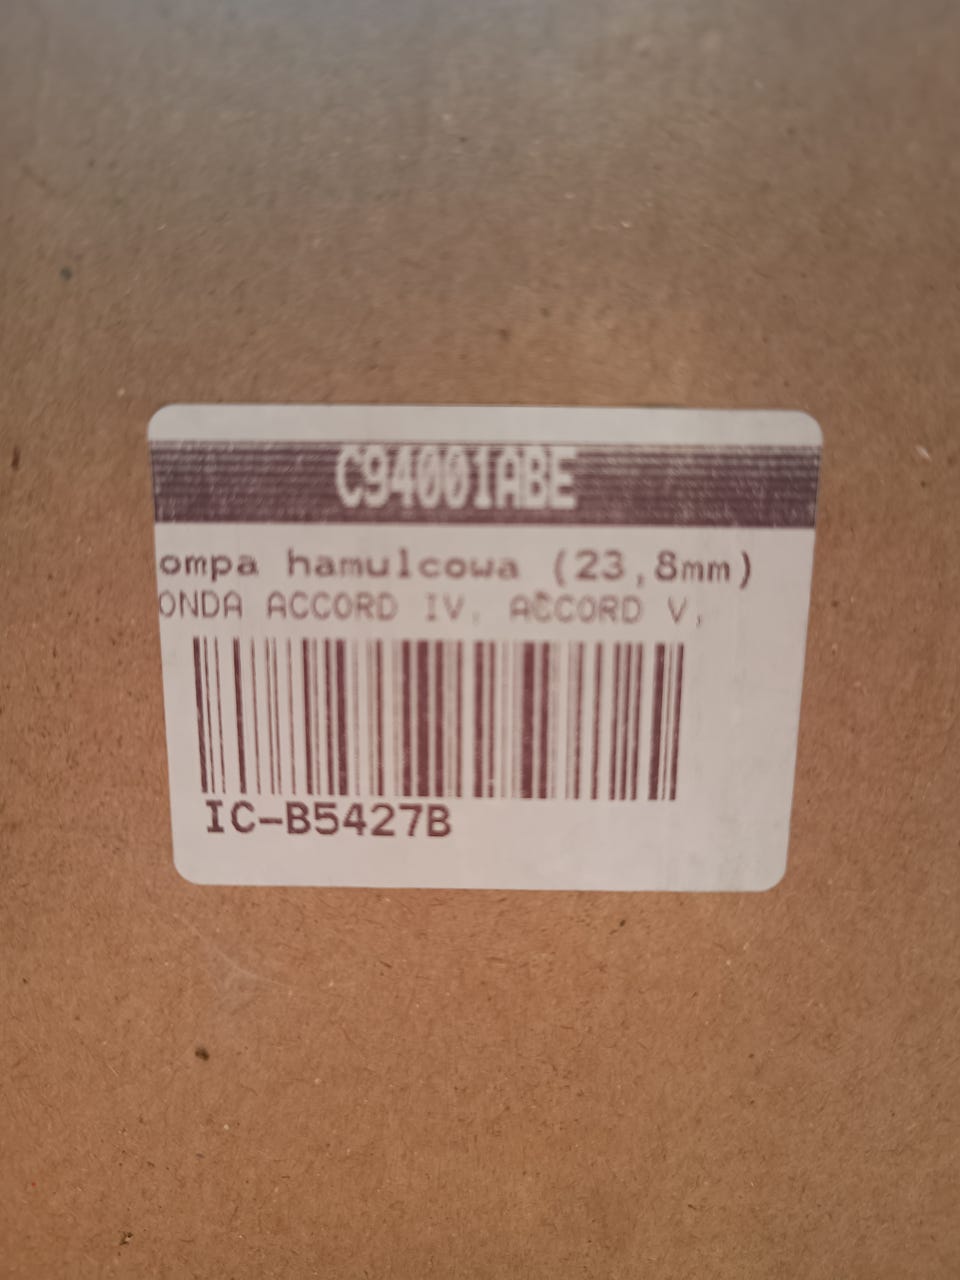 C94001ABE
ompa hamulcowa (23,8mm)
ONDA ACCORD IV, ACCORD V,
IC-B5427B